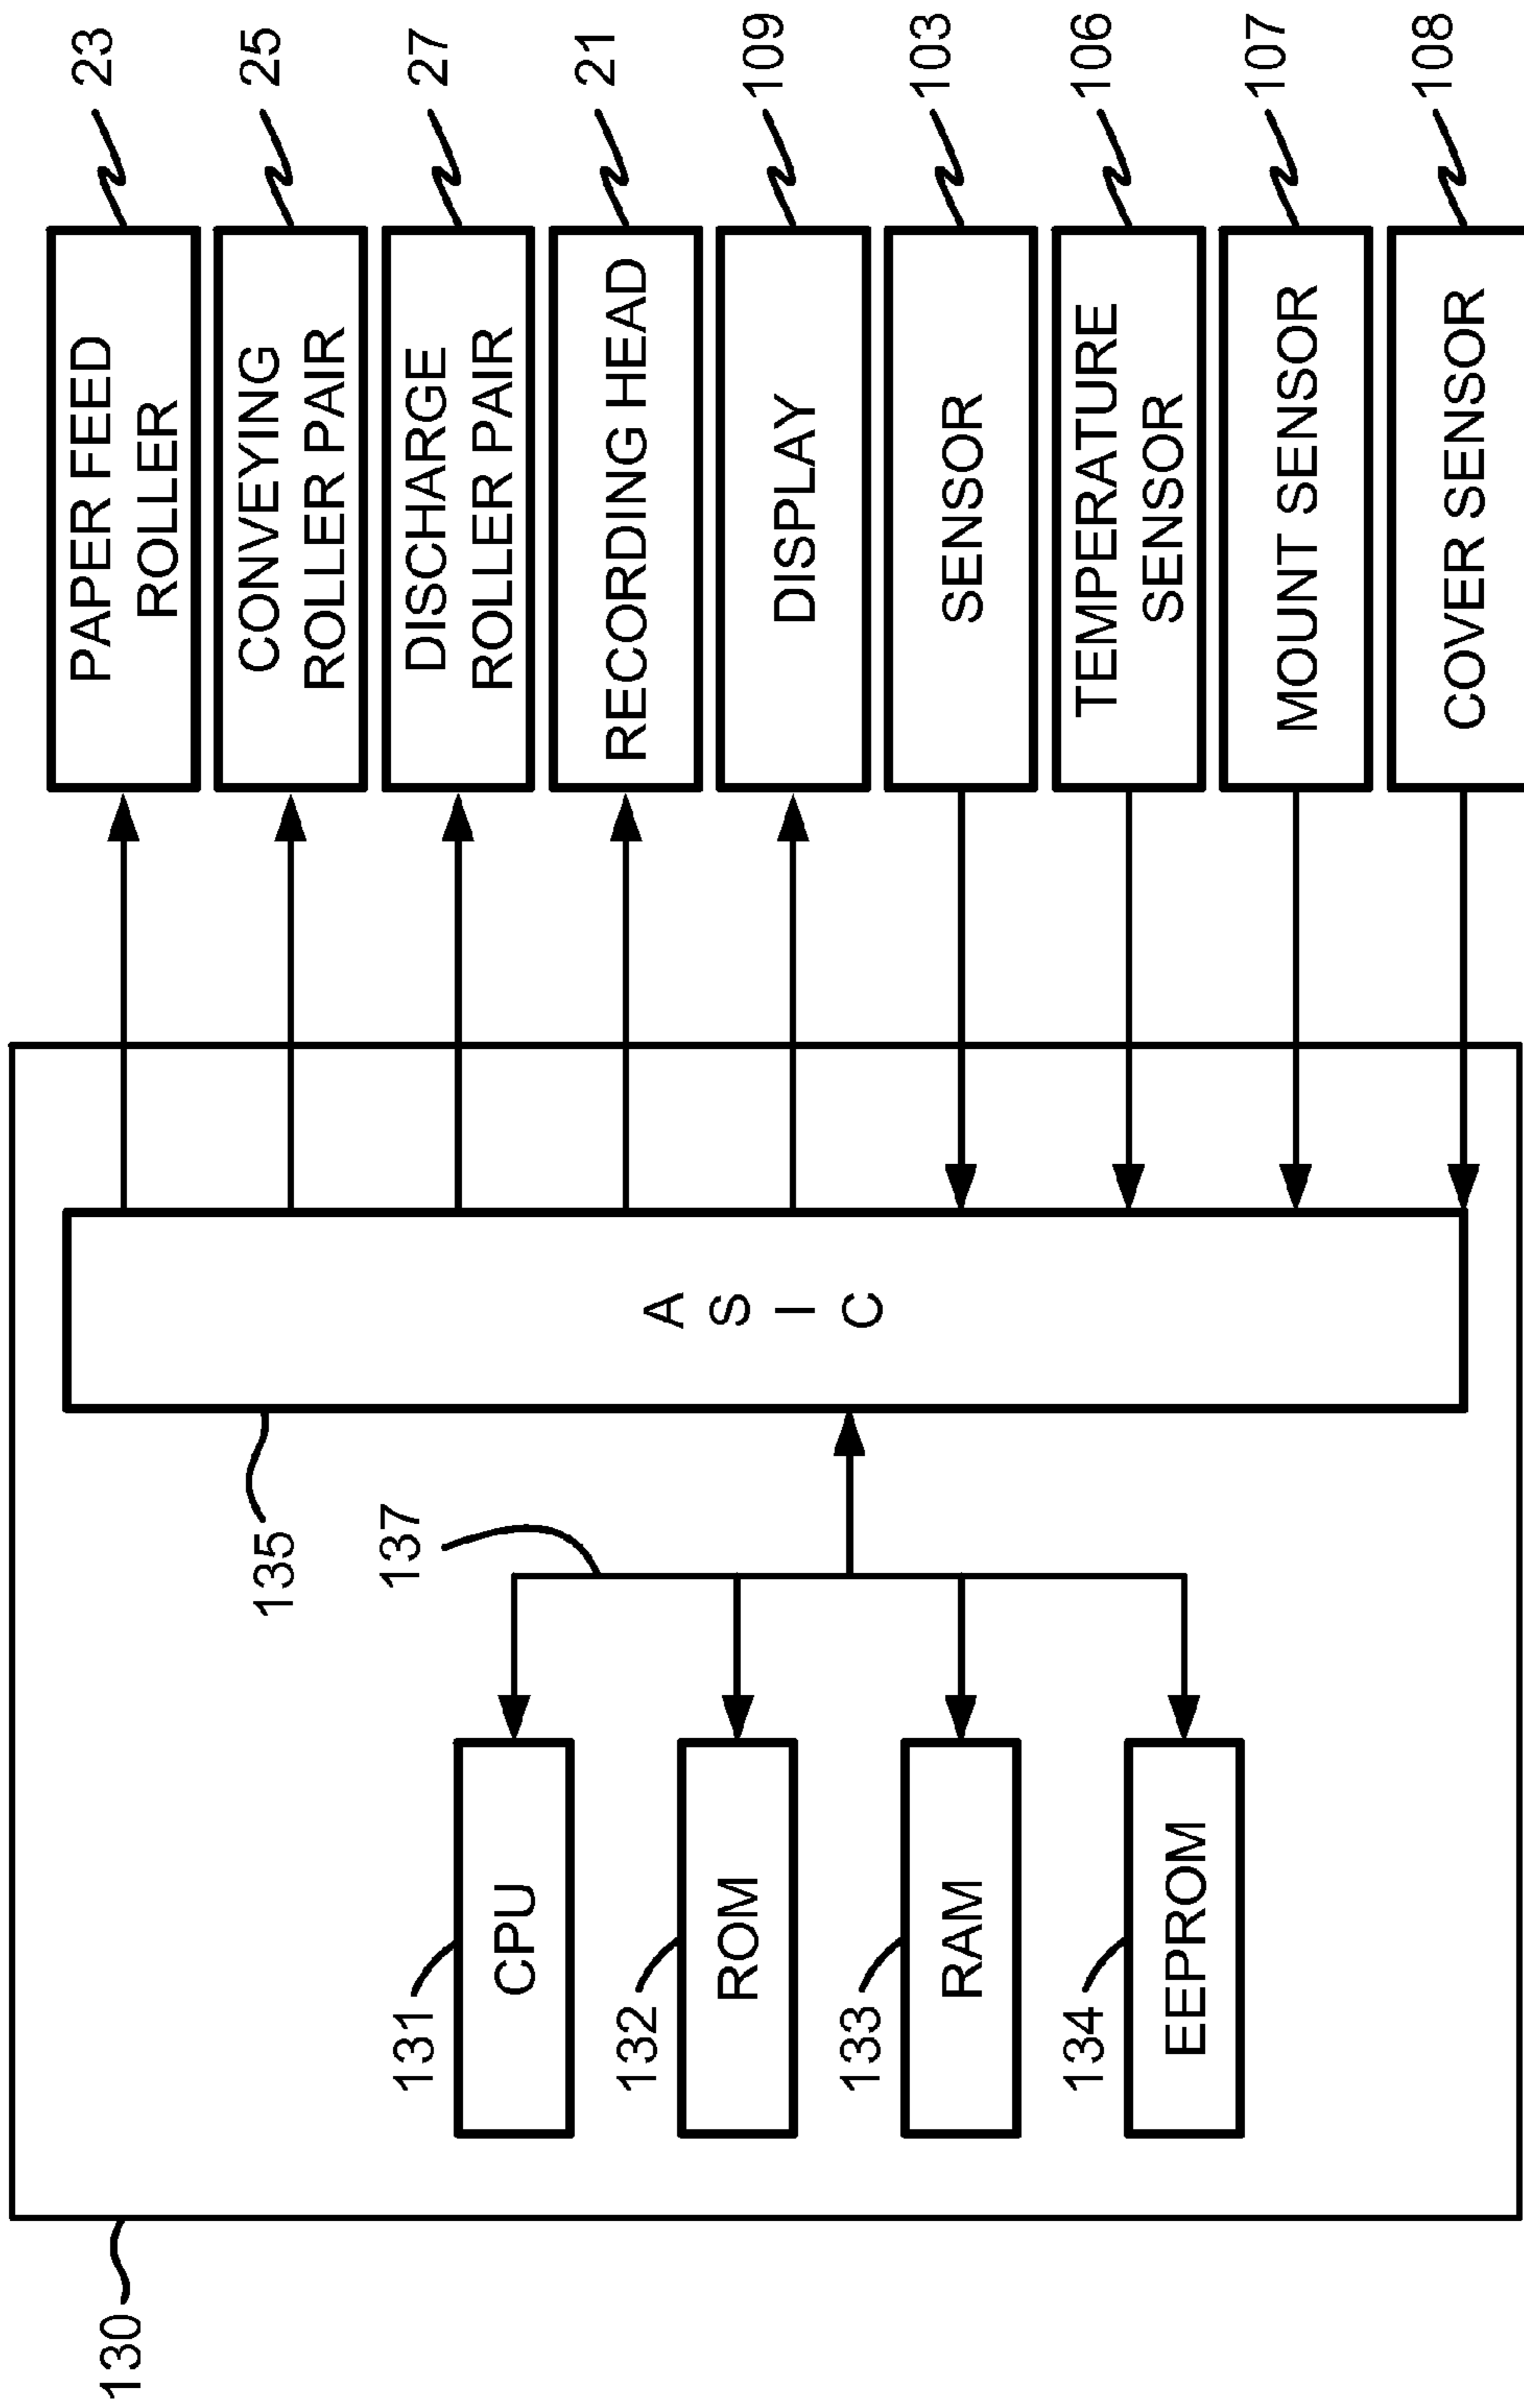 130
131
CPU
132
ROM
133
RAM
134
EEPROM
137
135
ASIC
PAPER FEED
ROLLER
23
CONVEYING
ROLLER PAIR
25
DISCHARGE
ROLLER PAIR
27
RECORDING HEAD
21
DISPLAY
109
SENSOR
103
TEMPERATURE
SENSOR
106
MOUNT SENSOR
107
COVER SENSOR
108